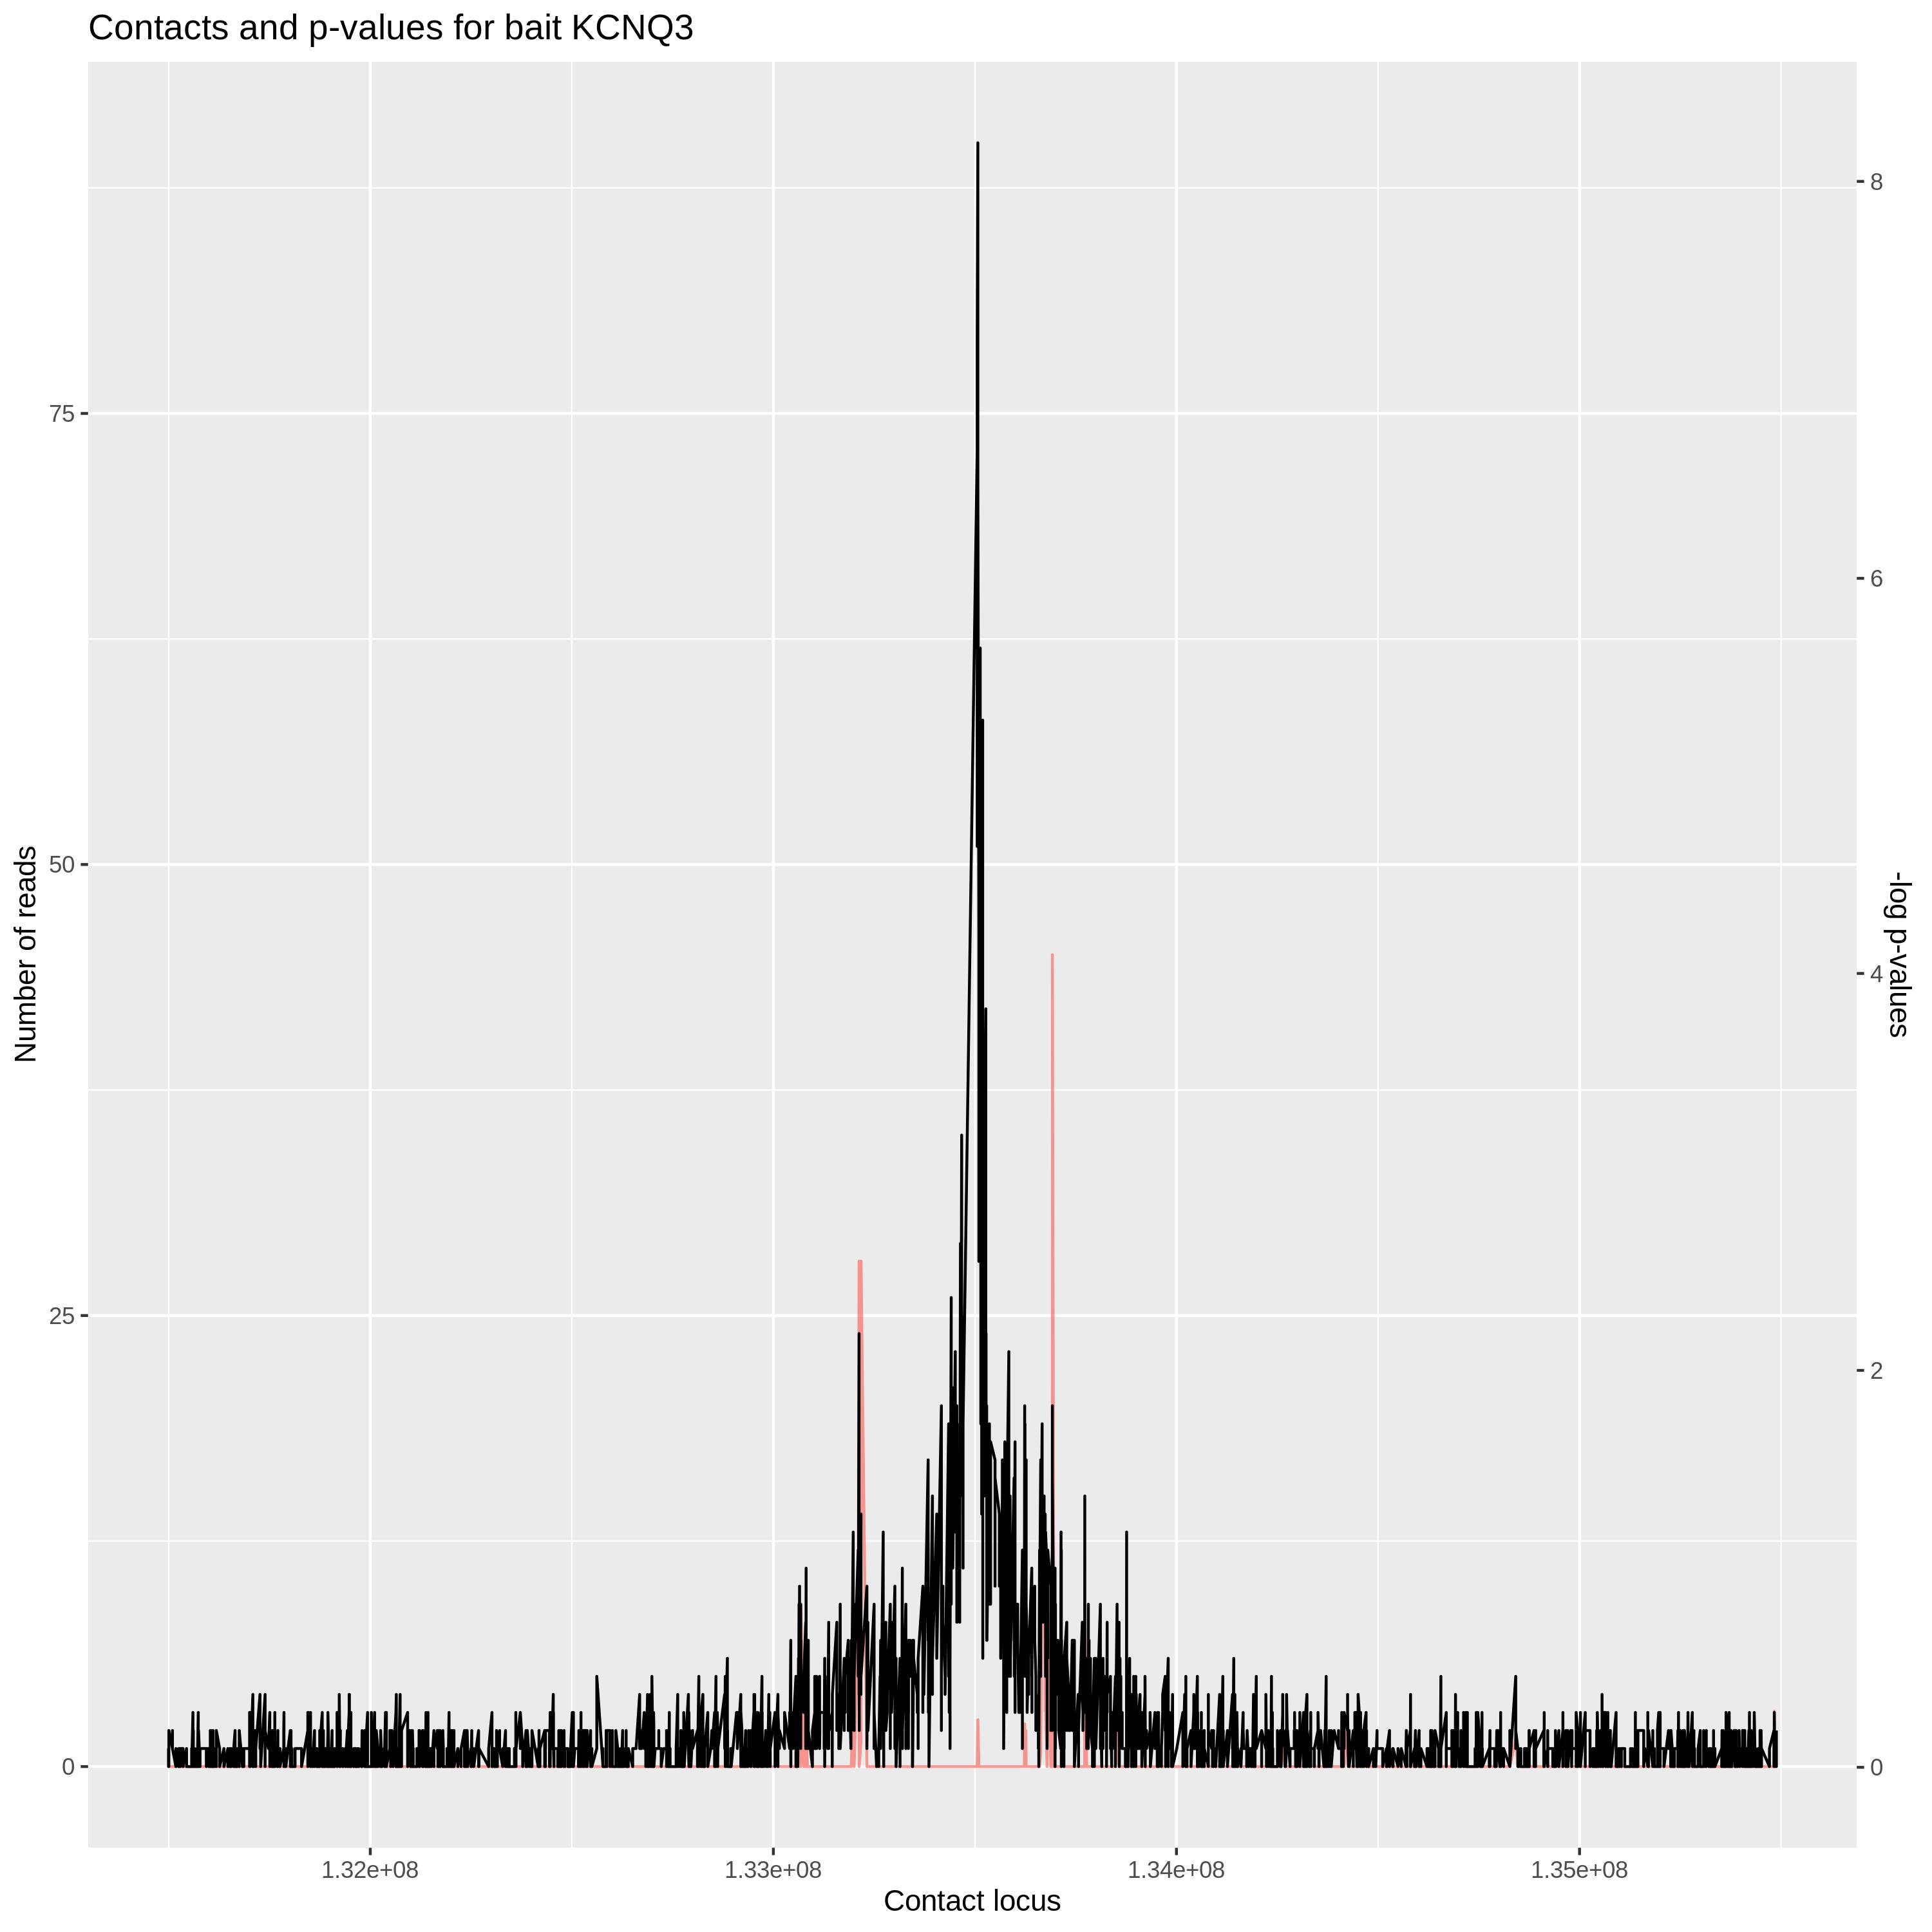 Contacts and p-values for bait KCNQ3
8
75
6
50
4
25
2
0
0
Number of reads
-log p-values
1.32e+08 1.33e+08 1.34e+08 1.35e+08
Contact locus